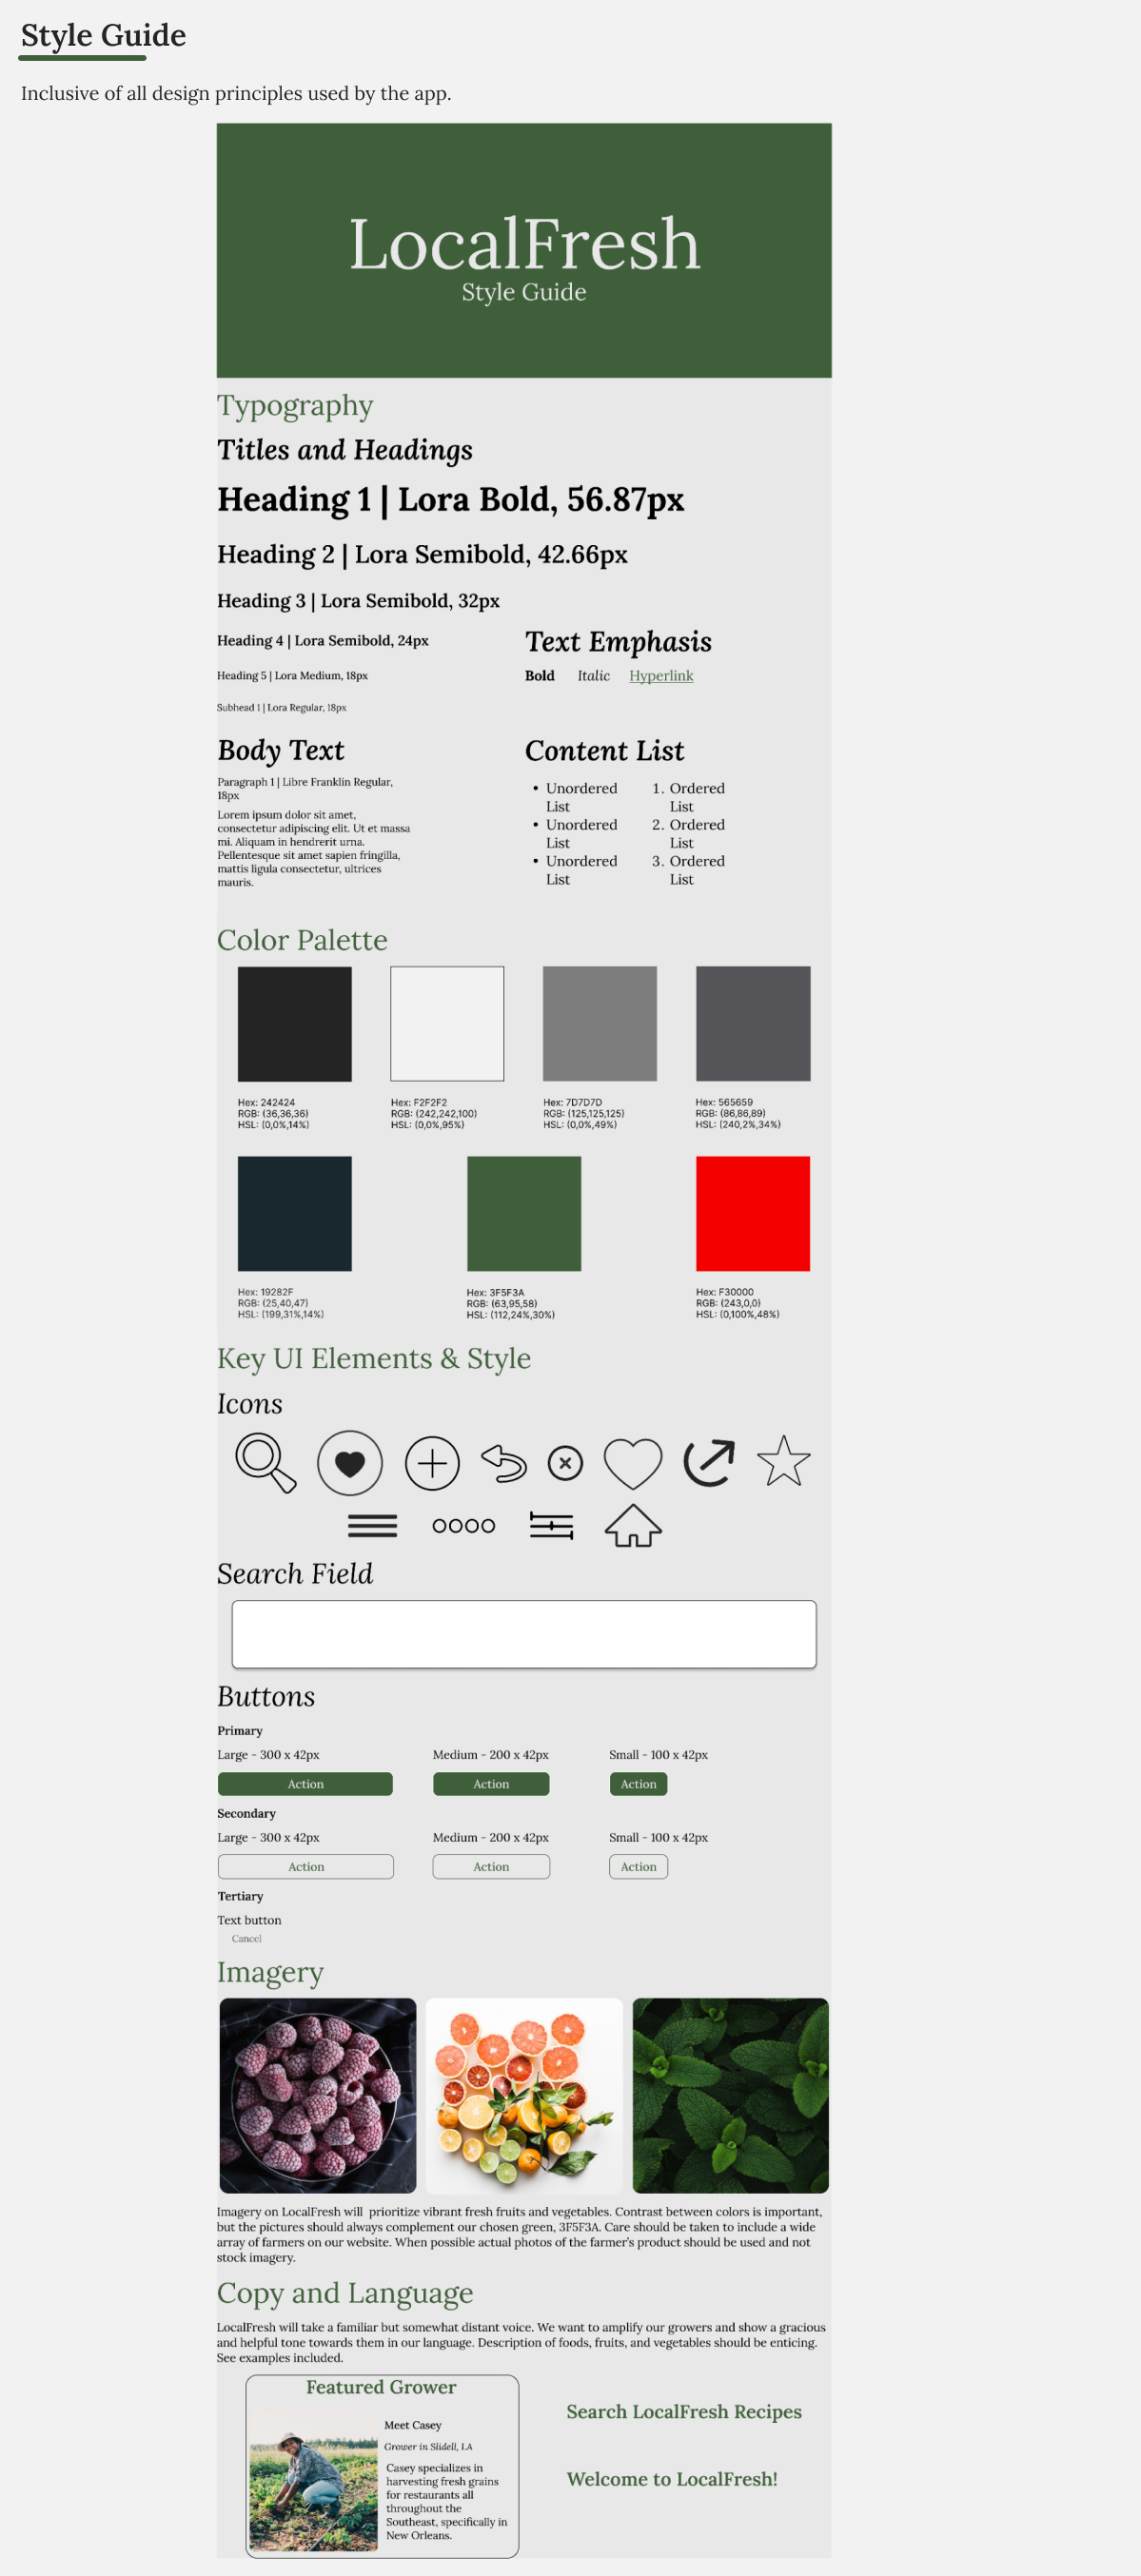 Style Guide
Inclusive of all design principles used by the app.
LocalFresh
Style Guide
Typography
Titles and Headings
Heading 1 | Lora Bold, 56.87px
Heading 2 | Lora Semibold, 42.66px
Heading 3 | Lora Semibold, 32px
Heading 4 | Lora Semibold, 24px
Heading 5 | Lora Medium, 18px
Subhead 1 | Lora Regular, 18px
Text Emphasis
Bold Italic Hyperlink
Body Text
Paragraph 1 | Libre Franklin Regular,
18px
Lorem ipsum dolor sit amet,
consectetur adipiscing elit. Ut et massa
mi. Aliquam in hendrerit urna.
Pellentesque sit amet sapien fringilla,
mattis ligula consectetur, ultrices
mauris.
Content List
• Unordered
List
• Unordered
List
• Unordered
List
1. Ordered
List
2. Ordered
List
3. Ordered
List
Color Palette
Hex: 242424
RGB: (36,36,36)
HSL: (0,0%,14%)
Hex: F2F2F2
RGB: (242,242,100)
HSL: (0,0%,95%)
Hex: 7D7D7D
RGB: (125,125,125)
HSL: (0,0%,49%)
Hex: 565659
RGB: (86,86,89)
HSL: (240,2%,34%)
Hex: 19282F
RGB: (25,40,47)
HSL: (199,31%,14%)
Hex: 3F5F3A
RGB: (63,95,58)
HSL: (112,24%,30%)
Hex: F30000
RGB: (243,0,0)
HSL: (0,100%,48%)
Key UI Elements & Style
Icons
Search Field
Buttons
Primary
Large - 300 x 42px Medium - 200 x 42px Small - 100 x 42px
Action Action Action
Secondary
Large - 300 x 42px Medium - 200 x 42px Small - 100 x 42px
Action Action Action
Tertiary
Text button
Cancel
Imagery
Imagery on LocalFresh will prioritize vibrant fresh fruits and vegetables. Contrast between colors is important,
but the pictures should always complement our chosen green, 3F5F3A. Care should be taken to include a wide
array of farmers on our website. When possible actual photos of the farmer's product should be used and not
stock imagery.
Copy and Language
LocalFresh will take a familiar but somewhat distant voice. We want to amplify our growers and show a gracious
and helpful tone towards them in our language. Description of foods, fruits, and vegetables should be enticing.
See examples included.
Featured Grower
Meet Casey
Grower in Slidell, LA
Casey specializes in
harvesting fresh grains
for restaurants all
throughout the
Southeast, specifically in
New Orleans.
Search LocalFresh Recipes
Welcome to LocalFresh!